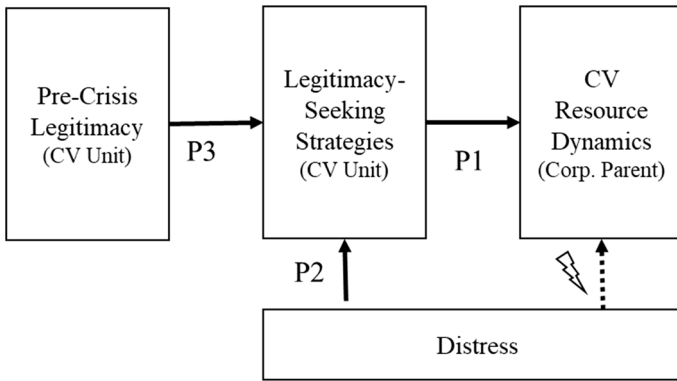 Pre-Crisis
Legitimacy
(CV Unit)
P3
Legitimacy-
Seeking
Strategies
(CV Unit)
P1
CV
Resource
Dynamics
(Corp. Parent)
P2
Distress